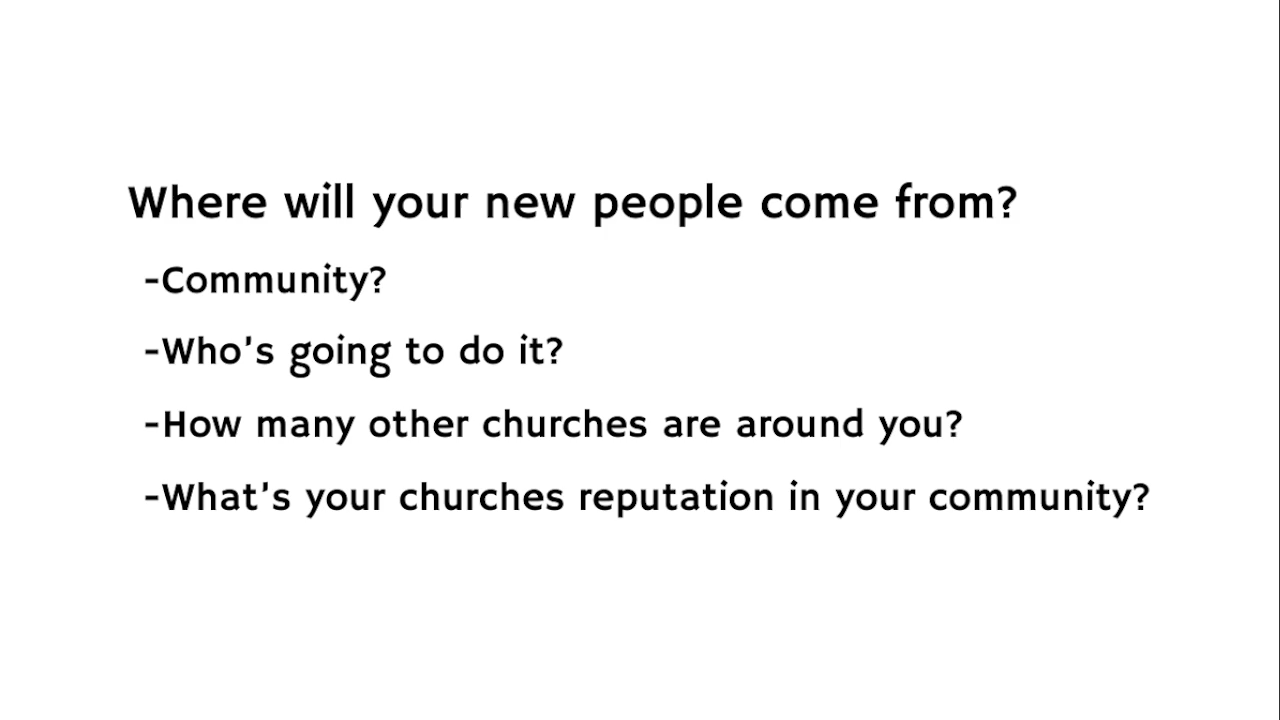 Where will your new people come from?
-Community?
-Who's going to do it?
-How many other churches are around you?
-What's your churches reputation in your community?